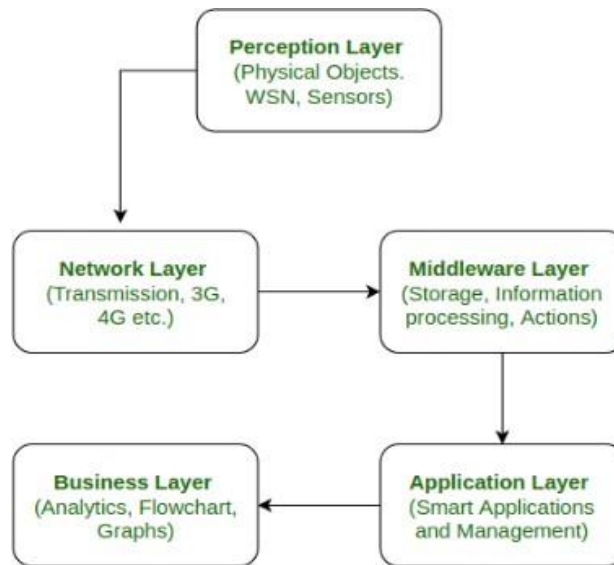 Perception Layer
(Physical Objects.
WSN, Sensors)
Network Layer
(Transmission, 3G,
4G etc.)
Middleware Layer
(Storage, Information
processing, Actions)
Business Layer
(Analytics, Flowchart,
Graphs)
Application Layer
(Smart Applications
and Management)